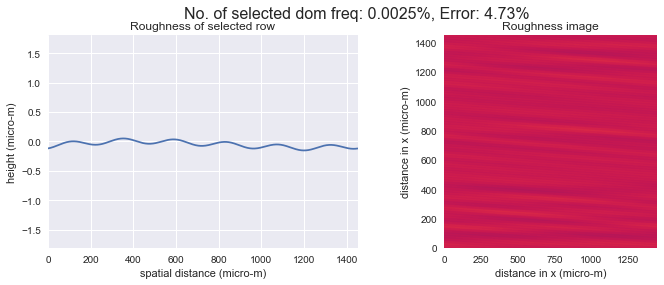 No. of selected dom freq: 0.0025%, Error: 4.73%
Roughness of selected row
1.5
1.0
0.5
0.0
−0.5
−1.0
−1.5
height (micro-m)
0 200 400 600 800 1000 1200 1400
spatial distance (micro-m)
Roughness image
1400
1200
1000
800
600
400
200
0
distance in x (micro-m)
0 250 500 750 1000 1250
distance in x (micro-m)